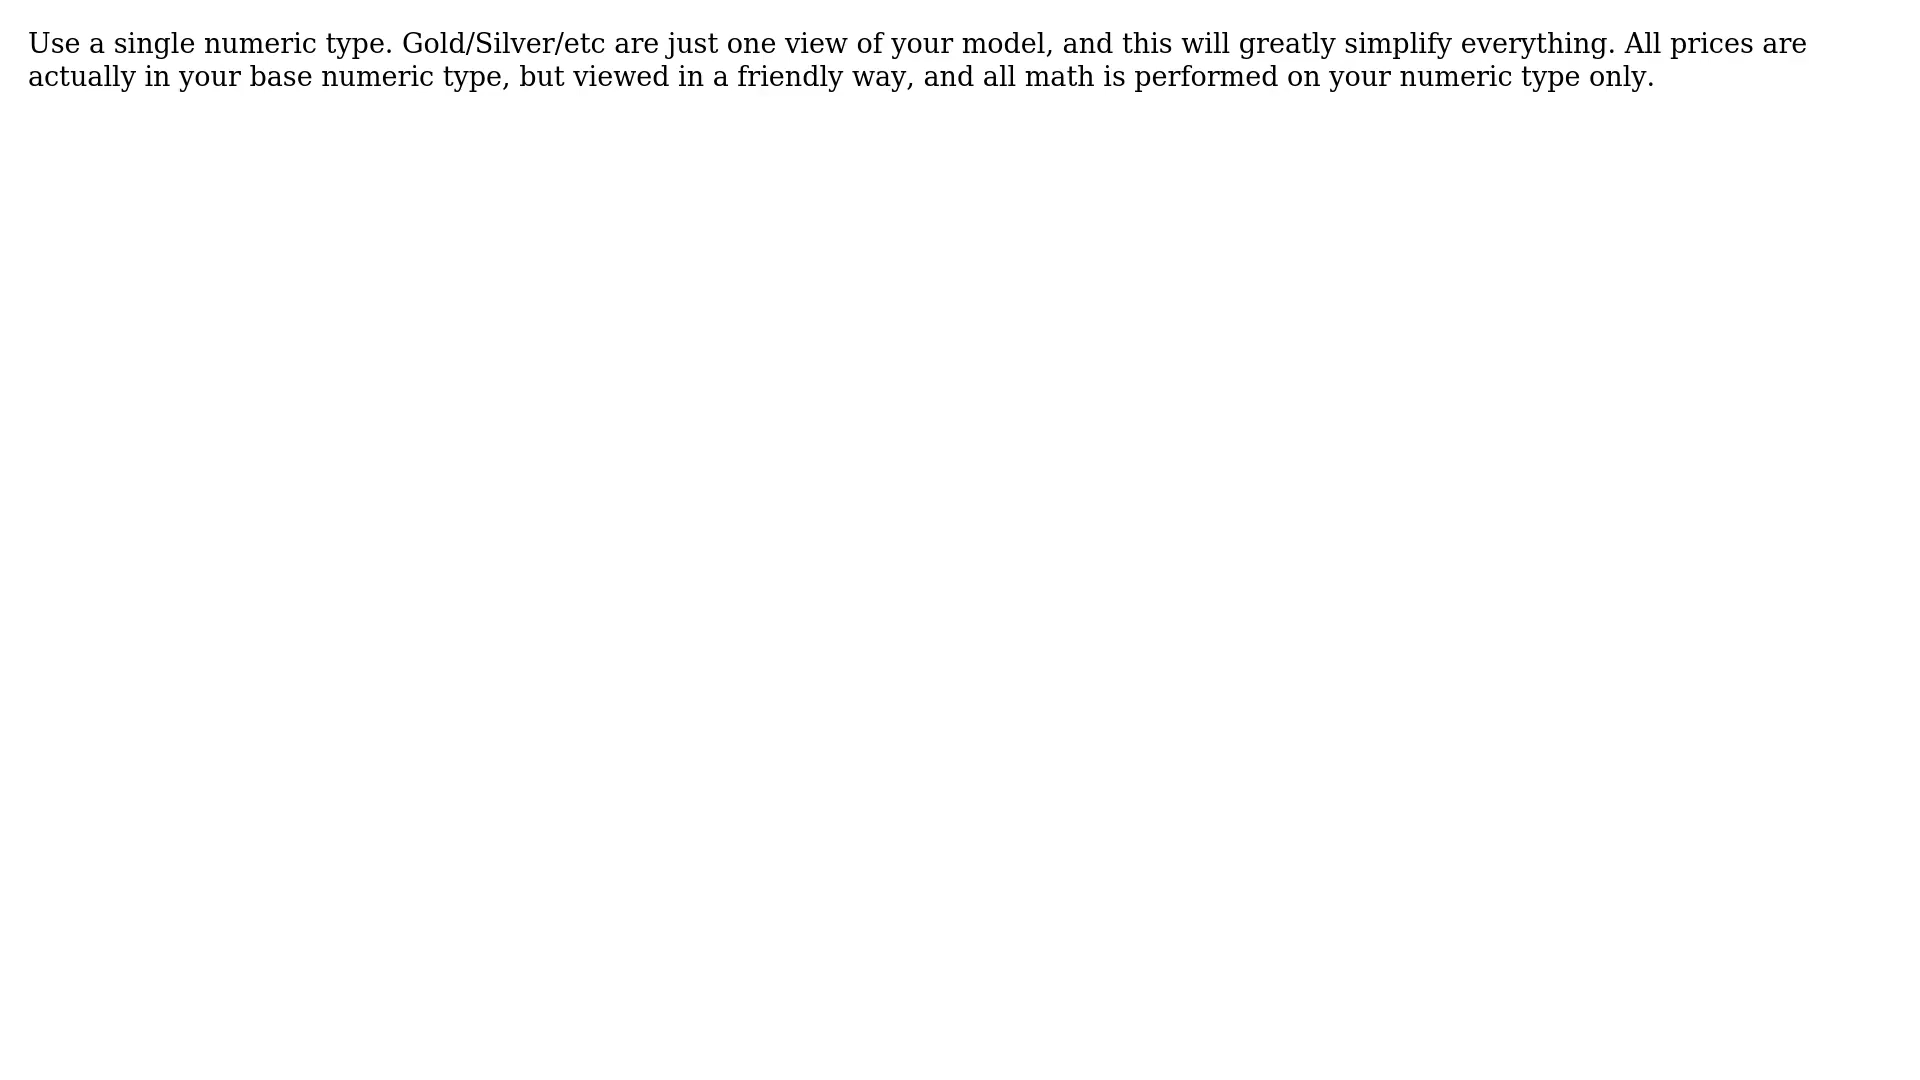 Use a single numeric type. Gold/Silver/etc are just one view of your model, and this will greatly simplify everything. All prices are
actually in your base numeric type, but viewed in a friendly way, and all math is performed on your numeric type only.